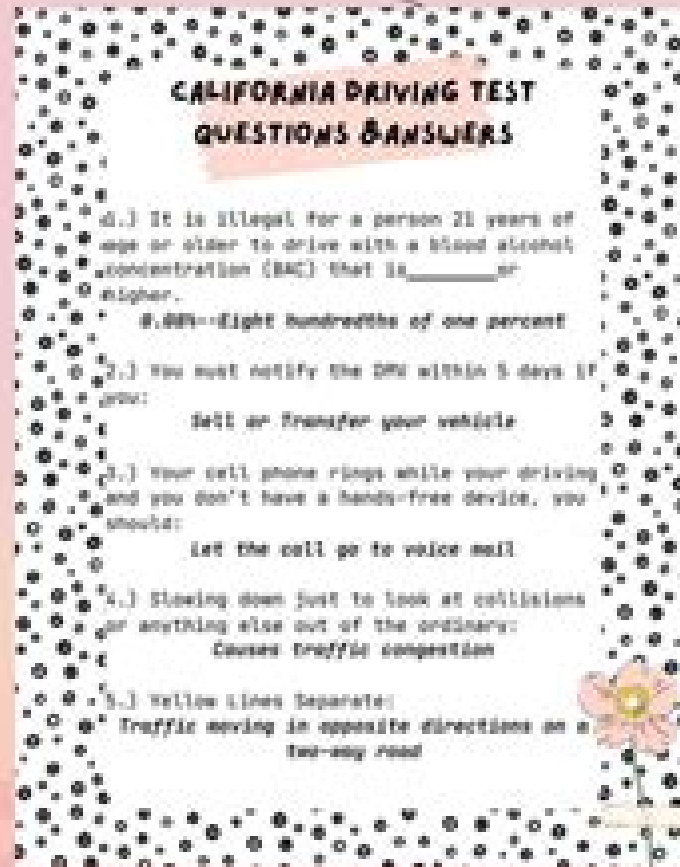 CALIFORNIA DRIVING TEST
QUESTIONS &ANSWERS
1.) It is illegal for a person 21 years of
age or older to drive with a blood alcohol
concentration (BAC) that is________or
higher.
0.08%--Eight hundredths of one percent
2.) You must notify the DMV within 5 days if
you:
Sell or Transfer your vehicle
3.) Your cell phone rings while your driving
and you don't have a hands-free device, you
should:
Let the call go to voice mail
4.) Slowing down just to look at collisions
or anything else out of the ordinary:
Causes traffic congestion
5.) Yellow Lines Separate:
Traffic moving in opposite directions on a
two-way road